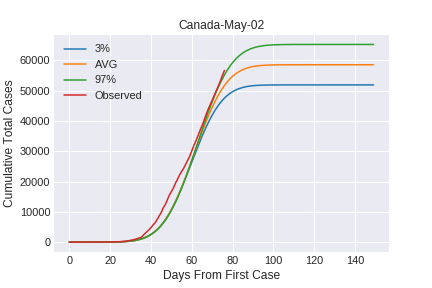 Canada-May-02
3%
AVG
97%
Observed
Cumulative Total Cases
60000
50000
40000
30000
20000
10000
0
0 20 40 60 80 100 120 140
Days From First Case